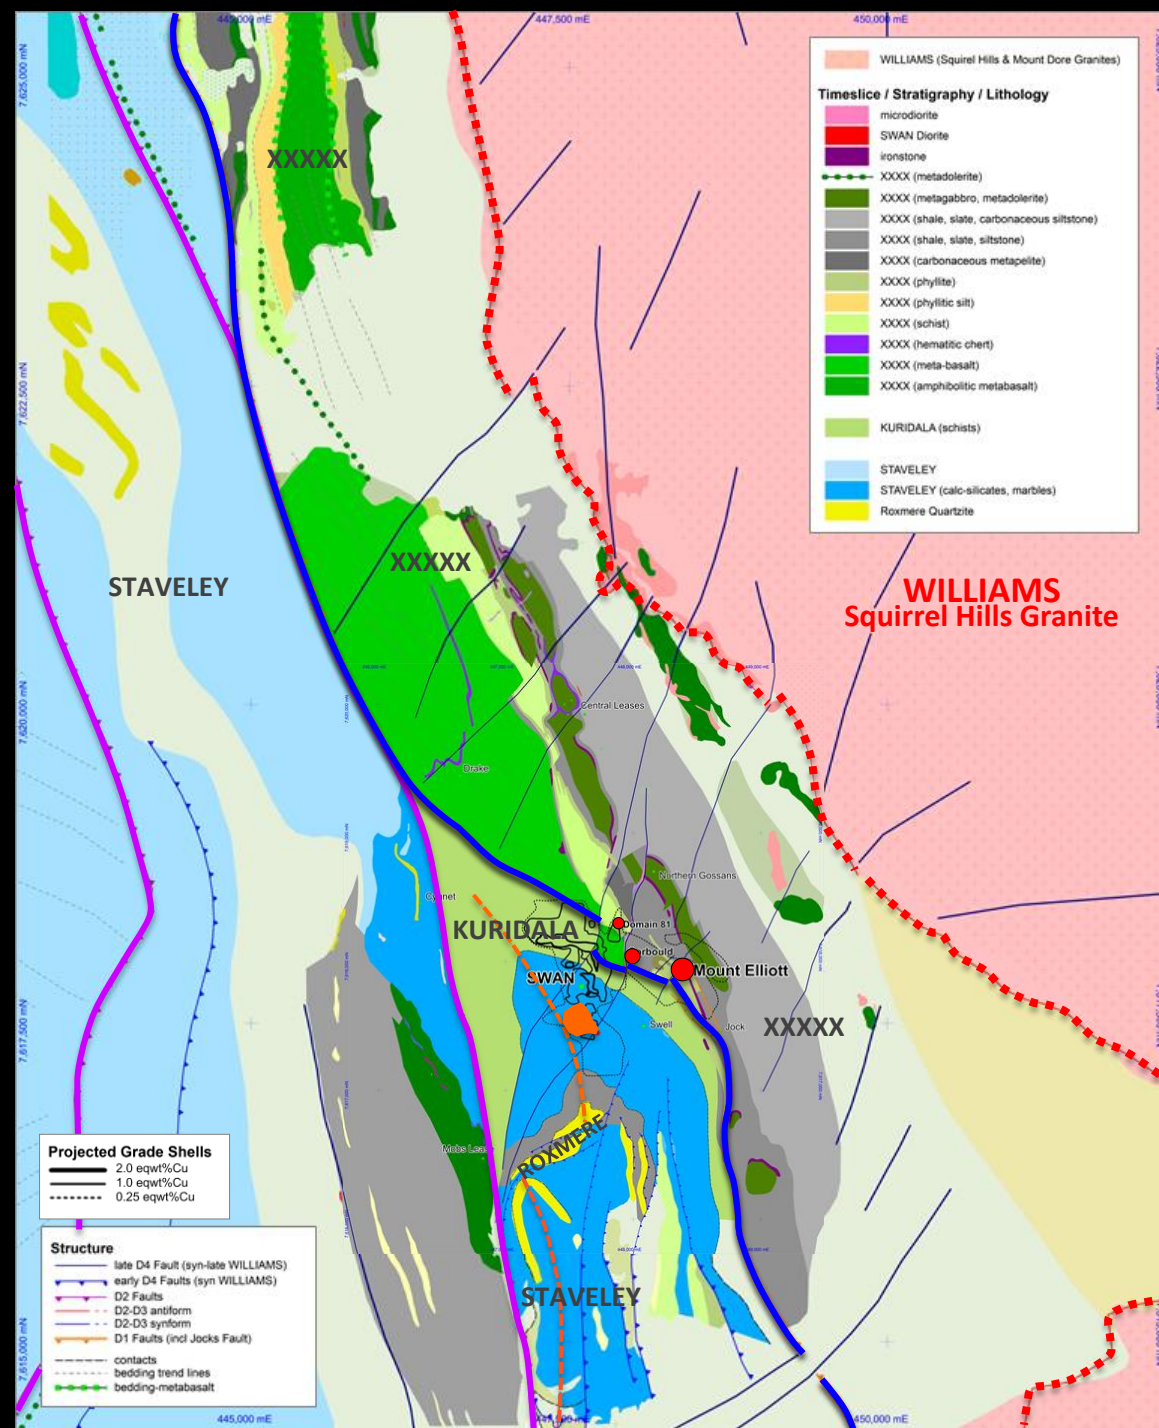 445,000 mE
447,500 mE
450,000 mE
7,625,000 mN
WILLIAMS (Squirel Hills & Mount Dore Granites)
Timeslice / Stratigraphy / Lithology
microdiorite
SWAN Diorite
ironstone
XXXX (metadolerite)
XXXX (metagabbro, metadolerite)
XXXX (shale, slate, carbonaceous siltstone)
XXXX (shale, slate, siltstone)
XXXX (carbonaceous metapelite)
XXXX (phyllite)
XXXX (phyllitic silt)
XXXX (schist)
XXXX (hematitic chert)
XXXX (meta-basalt)
XXXX (amphibolitic metabasalt)
KURIDALA (schists)
STAVELEY
STAVELEY (calc-silicates, marbles)
Roxmere Quartzite
XXXXX
7,622,500 mN
XXXXX
STAVELEY
WILLIAMS
Squirrel Hills Granite
7,620,000 mN
Central Leases
Drake
Northern Gossans
Cygnet
KURIDALA
Domain 81
SWAN
Mount Elliott
Swell
Jock
XXXXX
7,617,500 mN
ROXMERE
STAVELEY
Projected Grade Shells
2.0 eqwt%Cu
1.0 eqwt%Cu
0.25 eqwt%Cu
Structure
late D4 Fault (syn-late WILLIAMS)
early D4 Faults (syn WILLIAMS)
D2 Faults
D2-D3 antiform
D2-D3 synform
D1 Faults (incl Jocks Fault)
contacts
bedding trend lines
bedding-metabasalt
7,615,000 mN
445,000 mE
450,000 mE